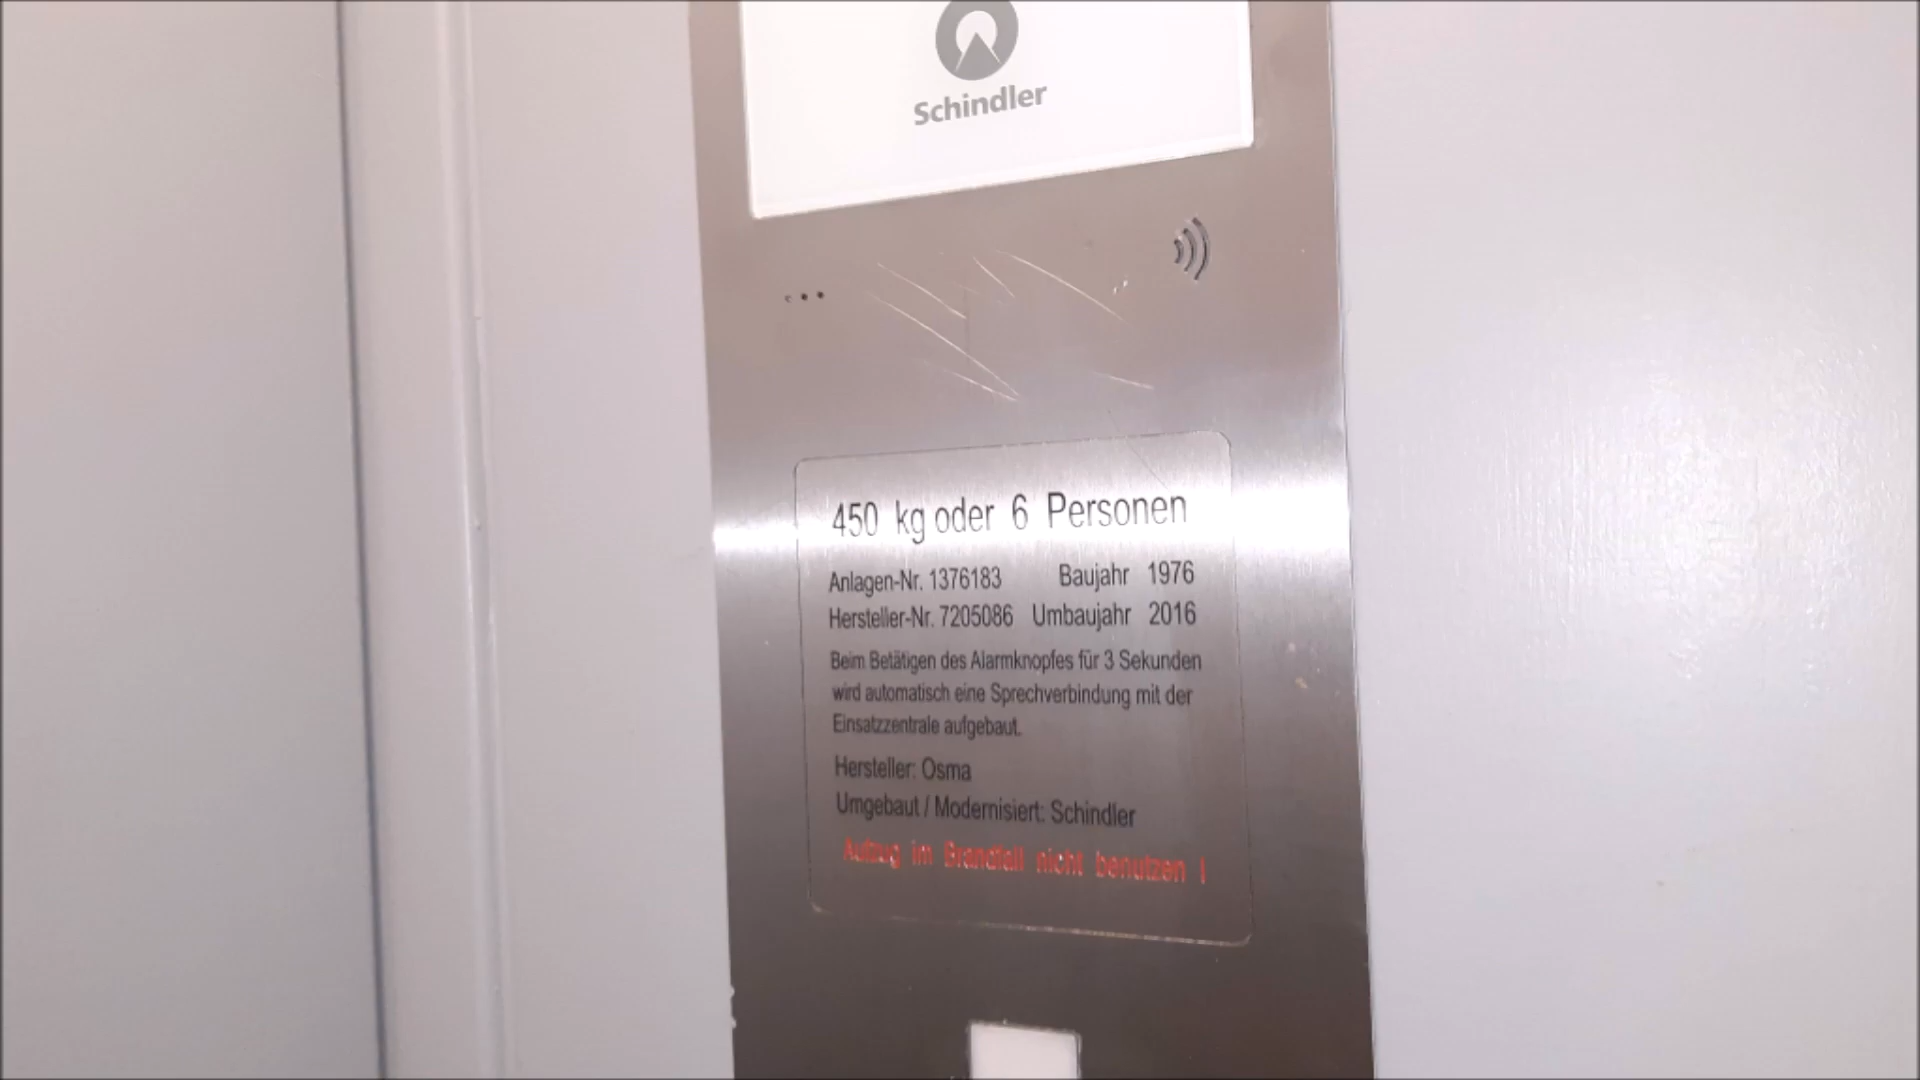 Schindler
450 kg oder 6 Personen
Anlagen-Nr. 1376183 Baujahr 1976
Hersteller-Nr. 7205086 Umbaujahr 2016
Beim Betätigen des Alarmknopfes für 3 Sekunden
wird automatisch eine Sprechverbindung mit der
Einsatzzentrale aufgebaut.
Hersteller: Osma
Umgebaut / Modernisiert: Schindler
Aufzug im Brandfall nicht benutzen !